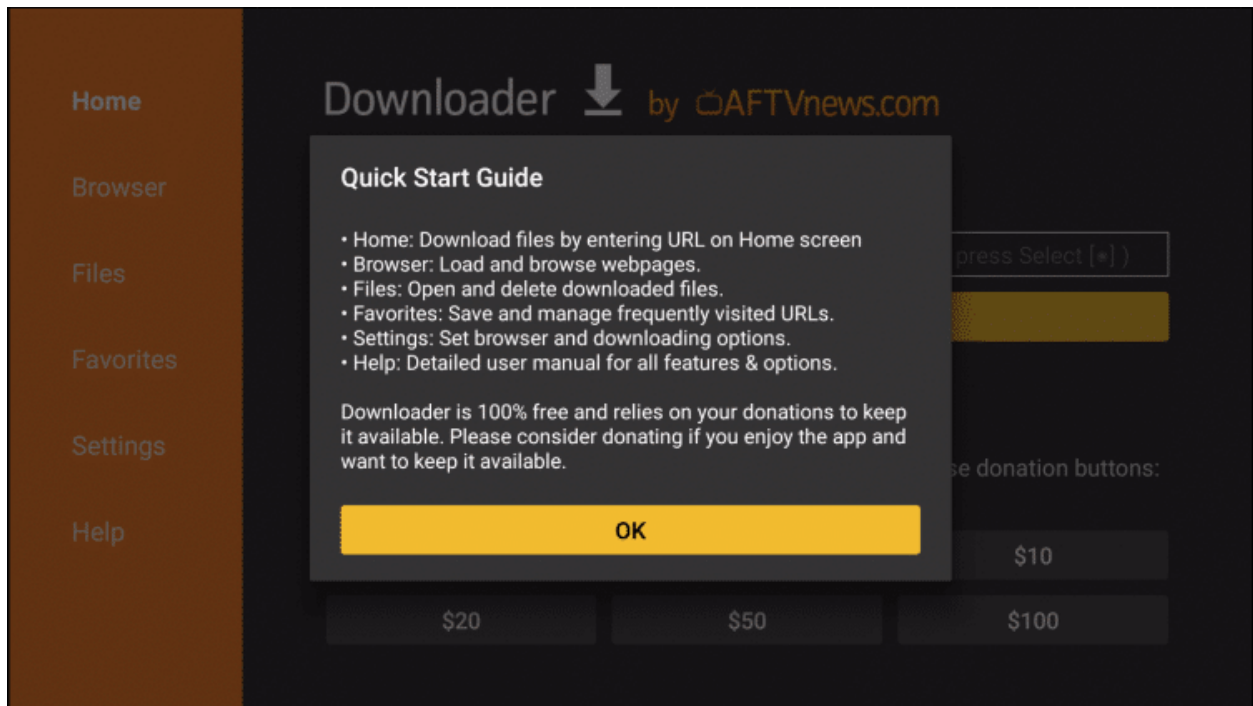 Home
Browser
Files
Favorites
Settings
Help
Downloader by AFTVnews.com
Quick Start Guide
• Home: Download files by entering URL on Home screen
• Browser: Load and browse webpages.
• Files: Open and delete downloaded files.
• Favorites: Save and manage frequently visited URLs.
• Settings: Set browser and downloading options.
• Help: Detailed user manual for all features & options.
Downloader is 100% free and relies on your donations to keep
it available. Please consider donating if you enjoy the app and
want to keep it available.
OK
press Select [●] )
se donation buttons:
$10
$20 $50 $100